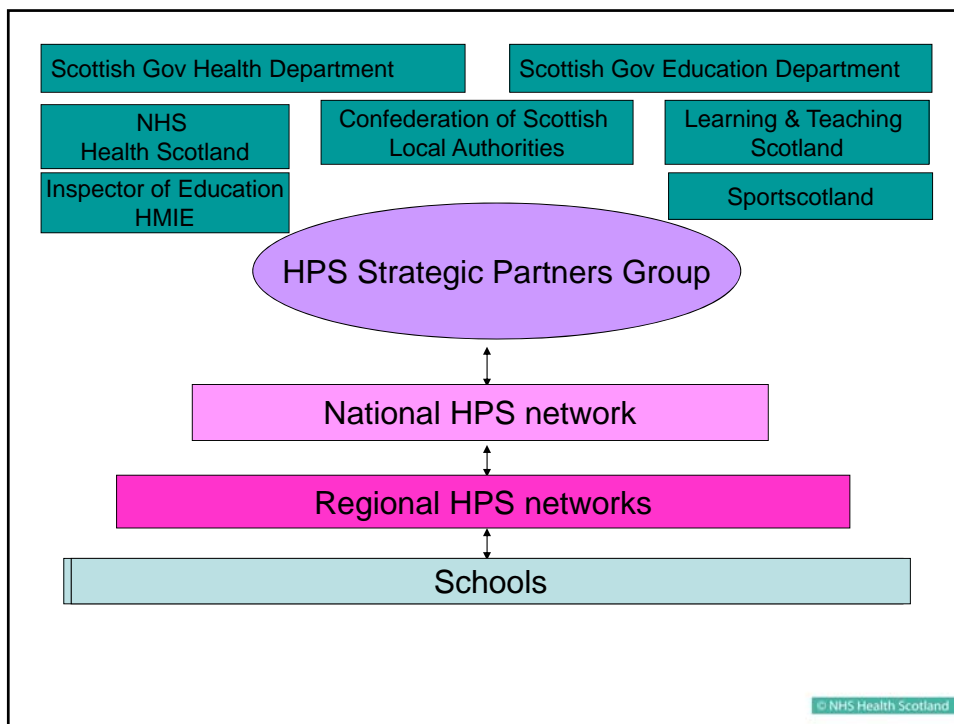 Scottish Gov Health Department
Scottish Gov Education Department
NHS
Health Scotland
Confederation of Scottish
Local Authorities
Learning & Teaching
Scotland
Inspector of Education
HMIE
Sportscotland
HPS Strategic Partners Group
National HPS network
Regional HPS networks
Schools
© NHS Health Scotland